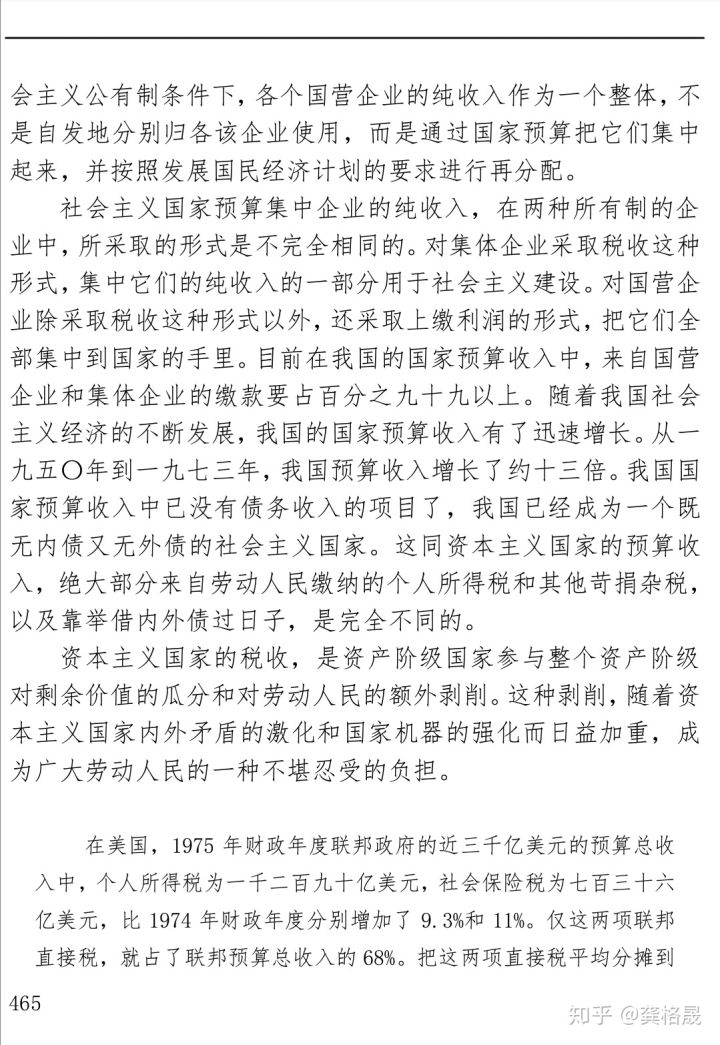 会主义公有制条件下，各个国营企业的纯收入作为一个整体，不
是自发地分别归各该企业使用，而是通过国家预算把它们集中
起来，并按照发展国民经济计划的要求进行再分配。
社会主义国家预算集中企业的纯收入，在两种所有制的企
业中，所采取的形式是不完全相同的。对集体企业采取税收这种
形式，集中它们的纯收入的一部分用于社会主义建设。对国营企
业除采取税收这种形式以外，还采取上缴利润的形式，把它们全
部集中到国家的手里。目前在我国的国家预算收入中，来自国营
企业和集体企业的缴款要占百分之九十九以上。随着我国社会
主义经济的不断发展，我国的国家预算收入有了迅速增长。从一
九五〇年到一九七三年，我国预算收入增长了约十三倍。我国国
家预算收入中已没有债务收入的项目了，我国已经成为一个既
无内债又无外债的社会主义国家。这同资本主义国家的预算收
入，绝大部分来自劳动人民缴纳的个人所得税和其他苛捐杂税，
以及靠举借内外债过日子，是完全不同的。
资本主义国家的税收，是资产阶级国家参与整个资产阶级
对剩余价值的瓜分和对劳动人民的额外剥削。这种剥削，随着资
本主义国家内外矛盾的激化和国家机器的强化而日益加重，成
为广大劳动人民的一种不堪忍受的负担。
在美国，1975 年财政年度联邦政府的近三千亿美元的预算总收
入中，个人所得税为一千二百九十亿美元，社会保险税为七百三十六
亿美元，比 1974 年财政年度分别增加了 9.3%和 11%。仅这两项联邦
直接税，就占了联邦预算总收入的 68%。把这两项直接税平均分摊到
465
知乎 @龚格晟